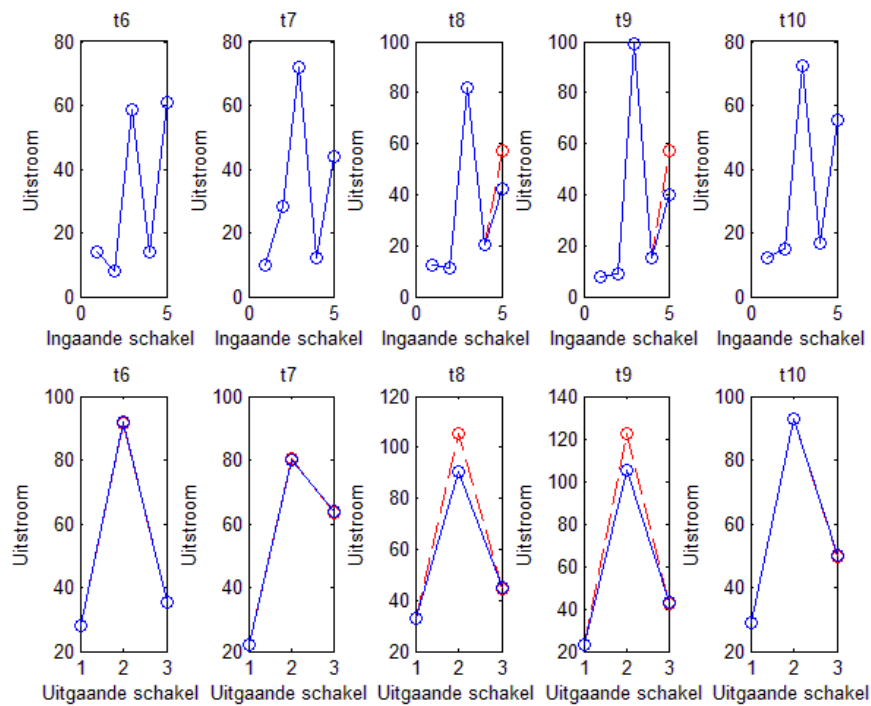 t6 t7 t8 t9 t10
80 80 100 100 80
60 60 80 80 60
40 40 60 60 40
20 20 40 40 20
20 20
0 0 0 0 0
Uitstroom Uitstroom Uitstroom Uitstroom Uitstroom
0 5 0 5 0 5 0 5 0 5
Ingaande schakel Ingaande schakel Ingaande schakel Ingaande schakel Ingaande schakel
t6 t7 t8 t9 t10
100 100 120 140 100
80 80 100 120 80
60 60 80 100 60
40 40 60 80 40
20 20 40 60 20
20 40
20
Uitstroom Uitstroom Uitstroom Uitstroom Uitstroom
1 2 3 1 2 3 1 2 3 1 2 3 1 2 3
Uitgaande schakel Uitgaande schakel Uitgaande schakel Uitgaande schakel Uitgaande schakel